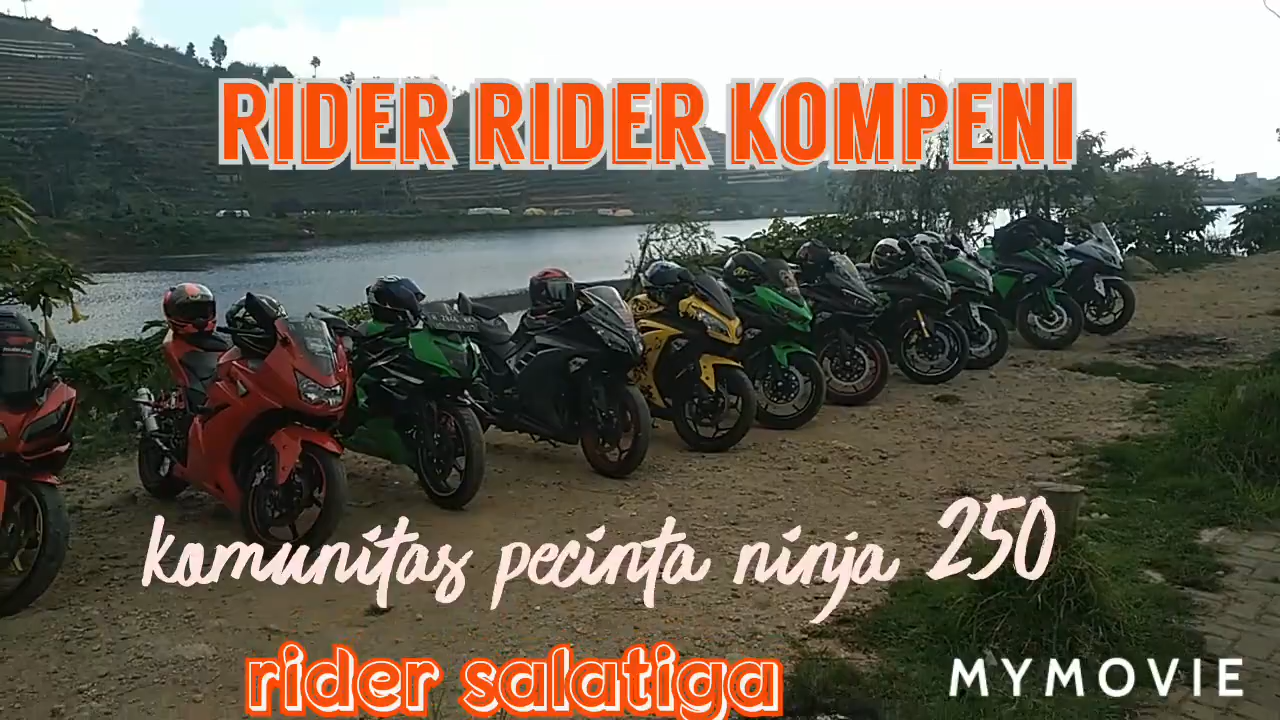 RIDER RIDER KOMPENI
komunitas pecinta ninja 250
rider salatiga
MYMOVIE